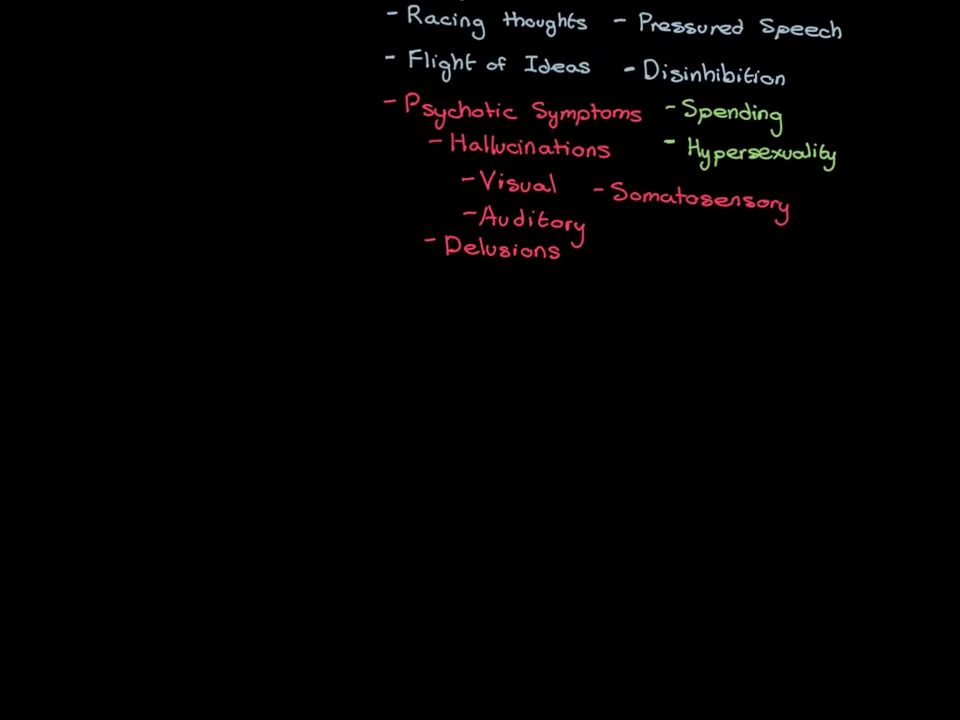 - Racing thoughts - Pressured Speech
- Flight of Ideas - Disinhibition
- Psychotic Symptoms - Spending
- Hallucinations - Hypersexuality
- Visual - Somatosensory
- Auditory
- Delusions